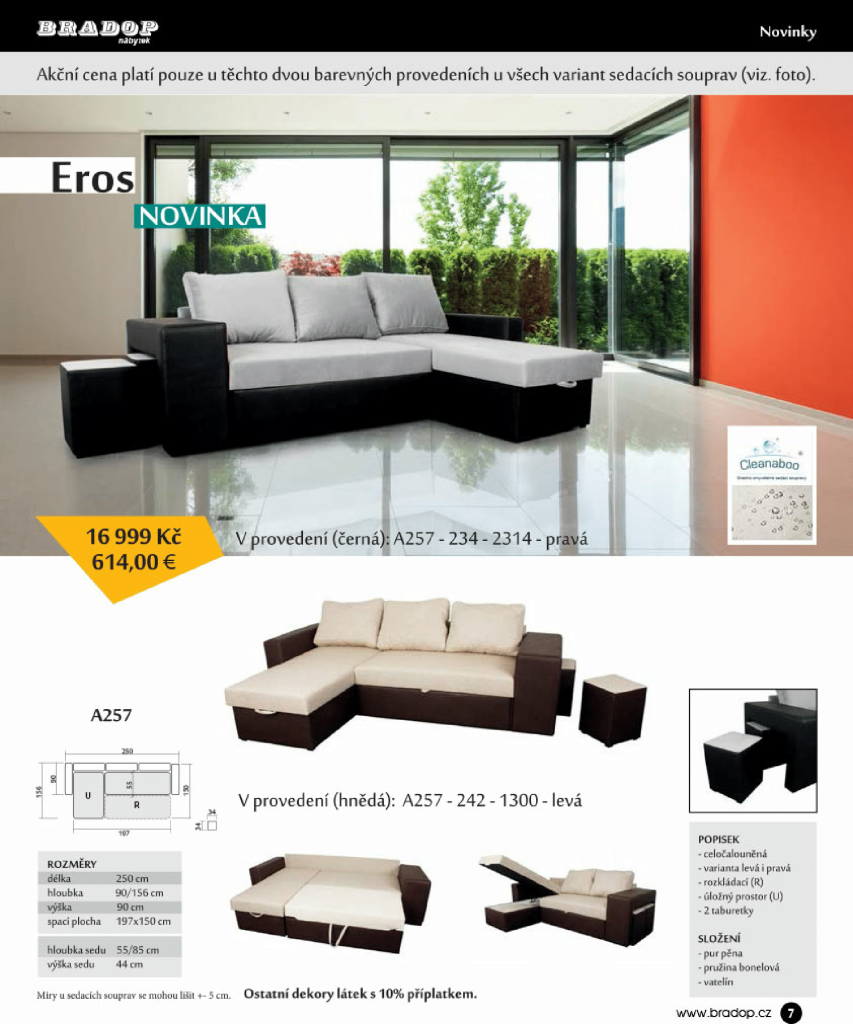 BRADOP
nábytek
Novinky
Akční cena platí pouze u těchto dvou barevných provedeních u všech variant sedacích souprav (viz. foto).
Eros
NOVINKA
Cleanaboo®
16 999 Kč
614,00 €
V provedení (černá): A257 - 234 - 2314 - pravá
A257
250
90
156
55
150
U
R
197
34
34
V provedení (hnědá): A257 - 242 - 1300 - levá
ROZMĚRY
délka 250 cm
hloubka 90/156 cm
výška 90 cm
spací plocha 197x150 cm
hloubka sedu 55/85 cm
výška sedu 44 cm
POPISEK
- celočalouněná
- varianta levá i pravá
- rozkládací (R)
- úložný prostor (U)
- 2 taburetky
SLOŽENÍ
- pur pěna
- pružina bonelová
- vatelín
Míry u sedacích souprav se mohou lišit +- 5 cm.
Ostatní dekory látek s 10% příplatkem.
www.bradop.cz 7